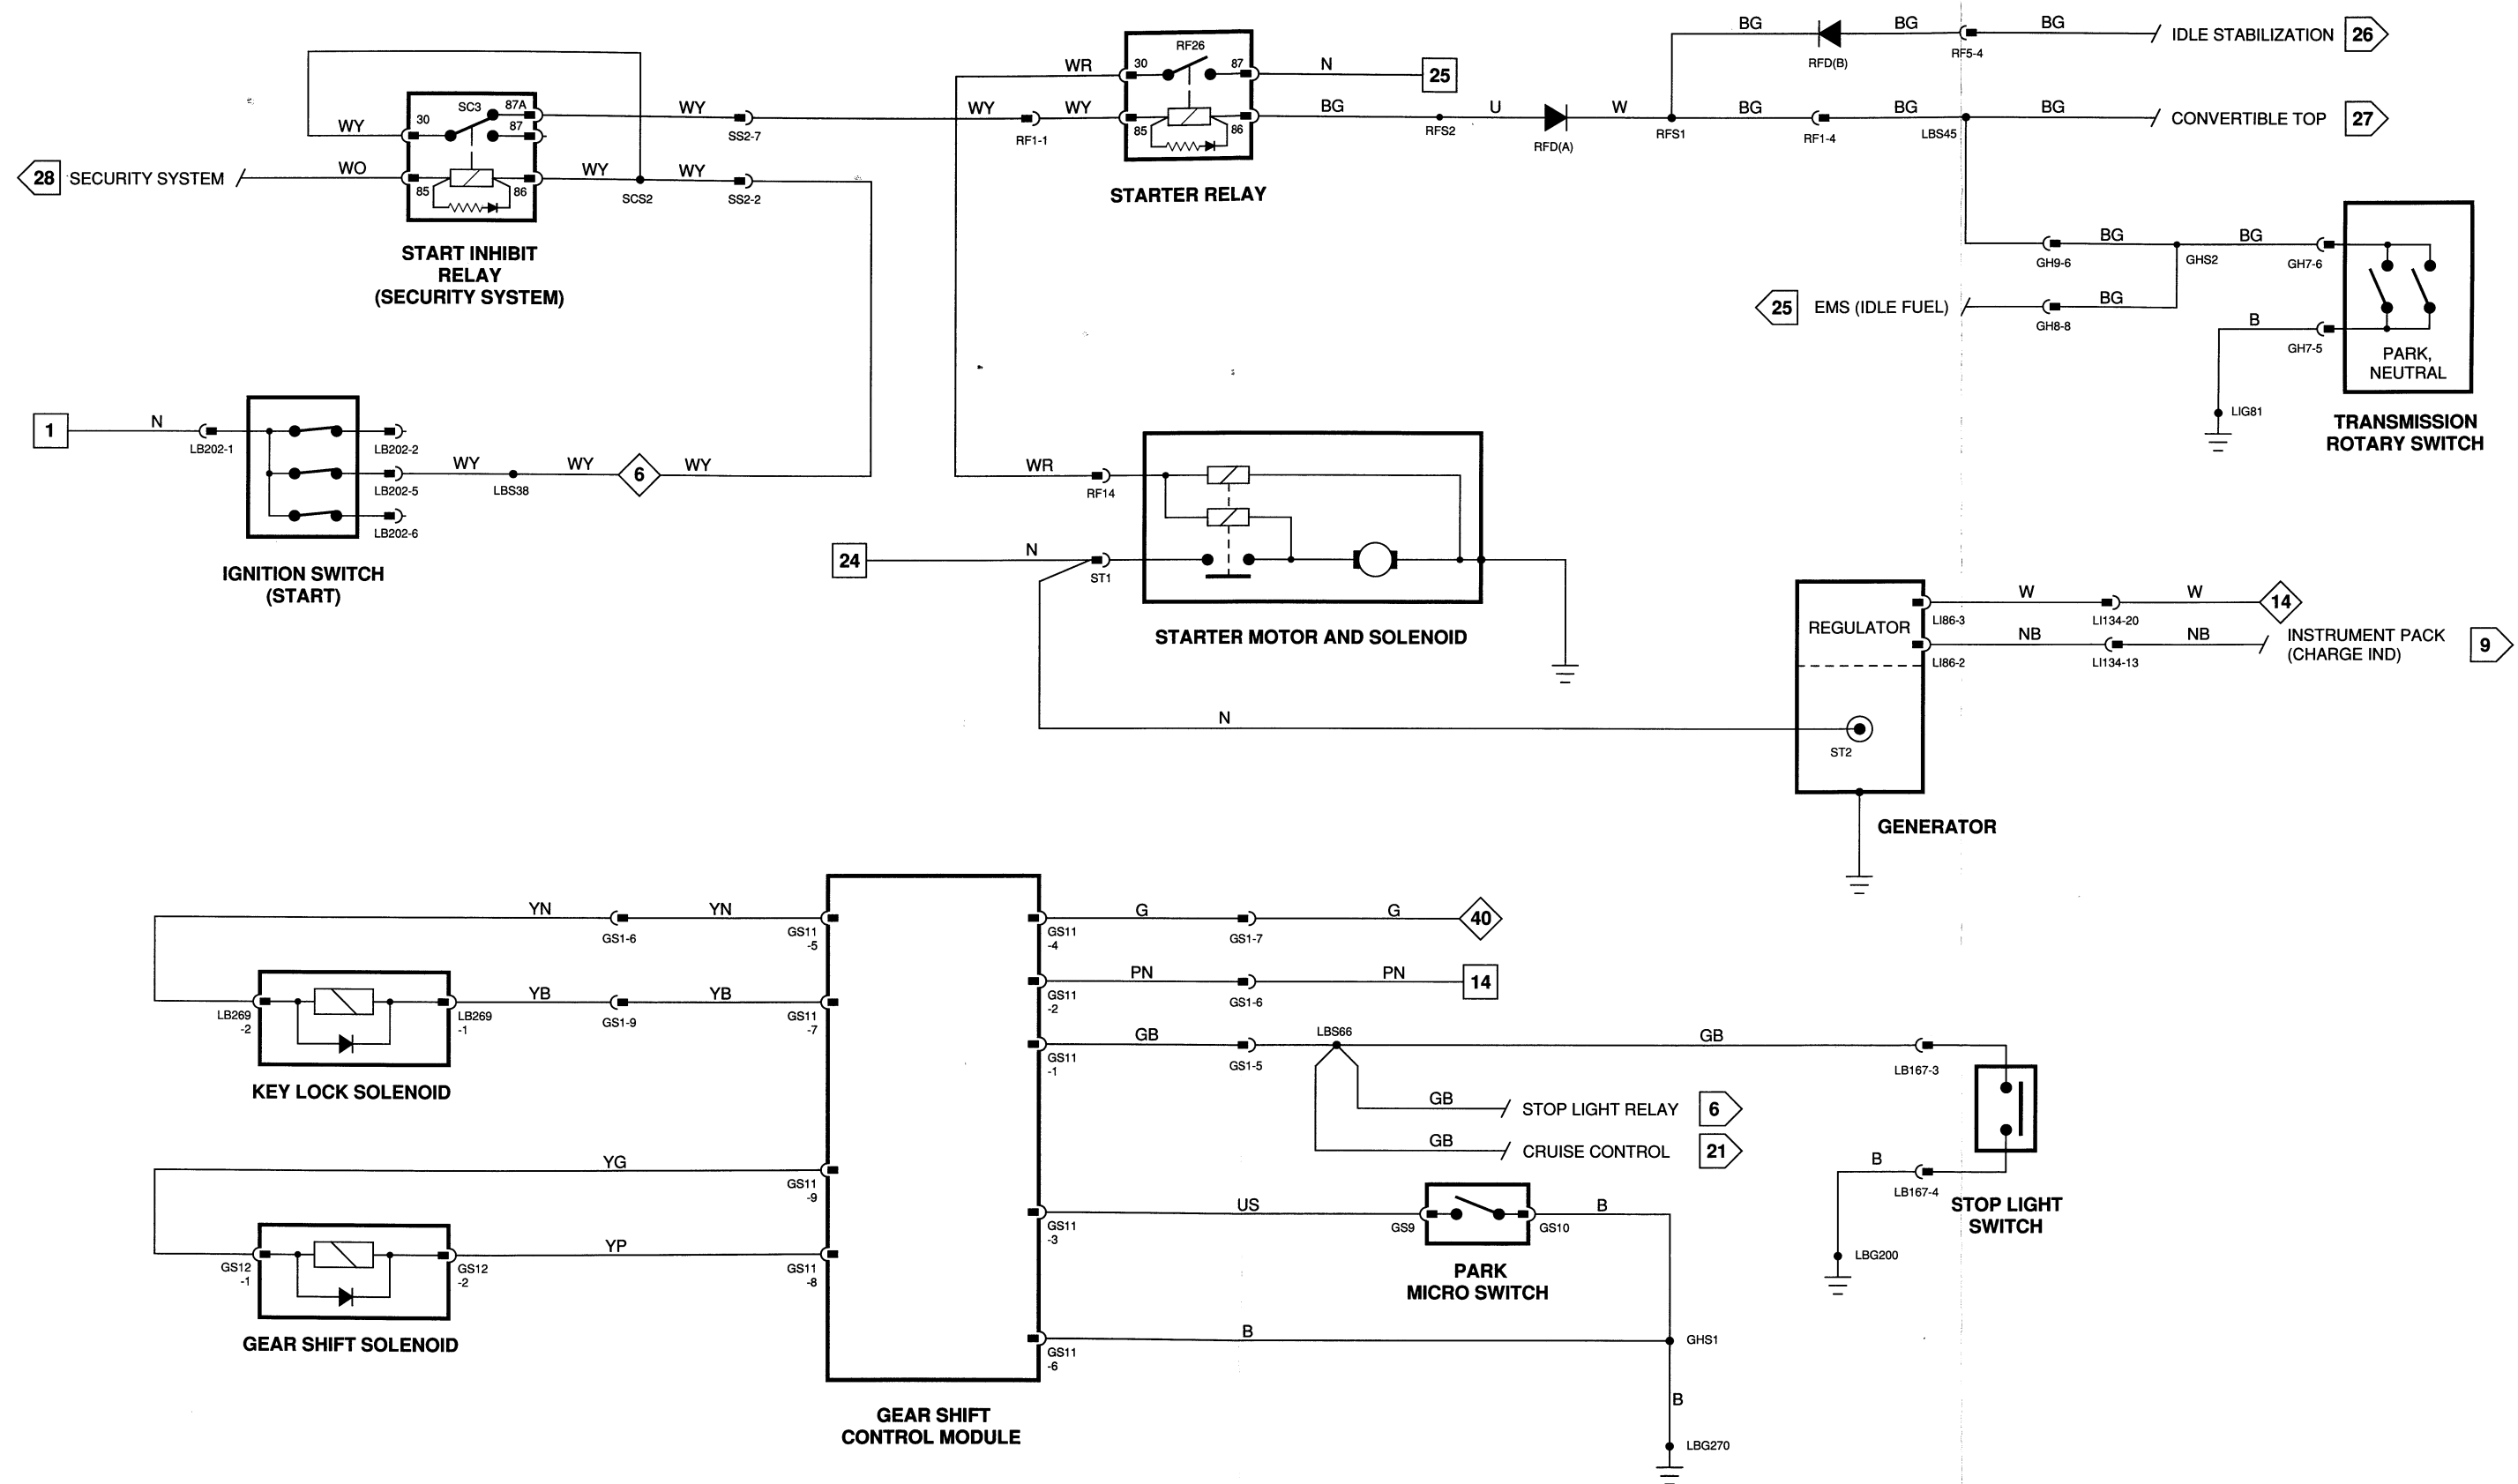 BG BG BG IDLE STABILIZATION 26
RFD(B) RF5-4
RF26
WR 30 87 N 25
SC3 87A WY WY WY BG U W BG BG BG CONVERTIBLE TOP 27
WY 30 87 SS2-7 RF1-1 85 86 RFS2 RFD(A) RFS1 RF1-4 LBS45
28 SECURITY SYSTEM WO 85 86 WY WY
SCS2 SS2-2
STARTER RELAY
START INHIBIT
RELAY
(SECURITY SYSTEM)
BG BG
GH9-6 GHS2 GH7-6
25 EMS (IDLE FUEL) BG
GH8-8
B
GH7-5
PARK,
NEUTRAL
LIG81
TRANSMISSION
ROTARY SWITCH
1 N
LB202-1 LB202-2
WY WY 6 WY
LB202-5 LBS38
LB202-6
IGNITION SWITCH
(START)
WR
RF14
24 N
ST1
STARTER MOTOR AND SOLENOID
REGULATOR
W W 14
LI86-3 LI134-20
NB NB INSTRUMENT PACK
(CHARGE IND) 9
LI86-2 LI134-13
N
ST2
GENERATOR
YN YN
GS1-6 GS11
-5
YB YB
LB269
-2
LB269
-1
GS1-9 GS11
-7
KEY LOCK SOLENOID
YG
GS11
-9
YP
GS12
-1
GS12
-2
GS11
-8
GEAR SHIFT SOLENOID
G G 40
GS11
-4
GS1-7
PN PN 14
GS11
-2
GS1-6
GB LBS66 GB
GS11
-1
GS1-5 LB167-3
GB STOP LIGHT RELAY 6
GB CRUISE CONTROL 21
B
LB167-4
STOP LIGHT
SWITCH
LBG200
US B
GS11
-3
GS9 GS10
PARK
MICRO SWITCH
B GHS1
GS11
-6
B
LBG270
GEAR SHIFT
CONTROL MODULE